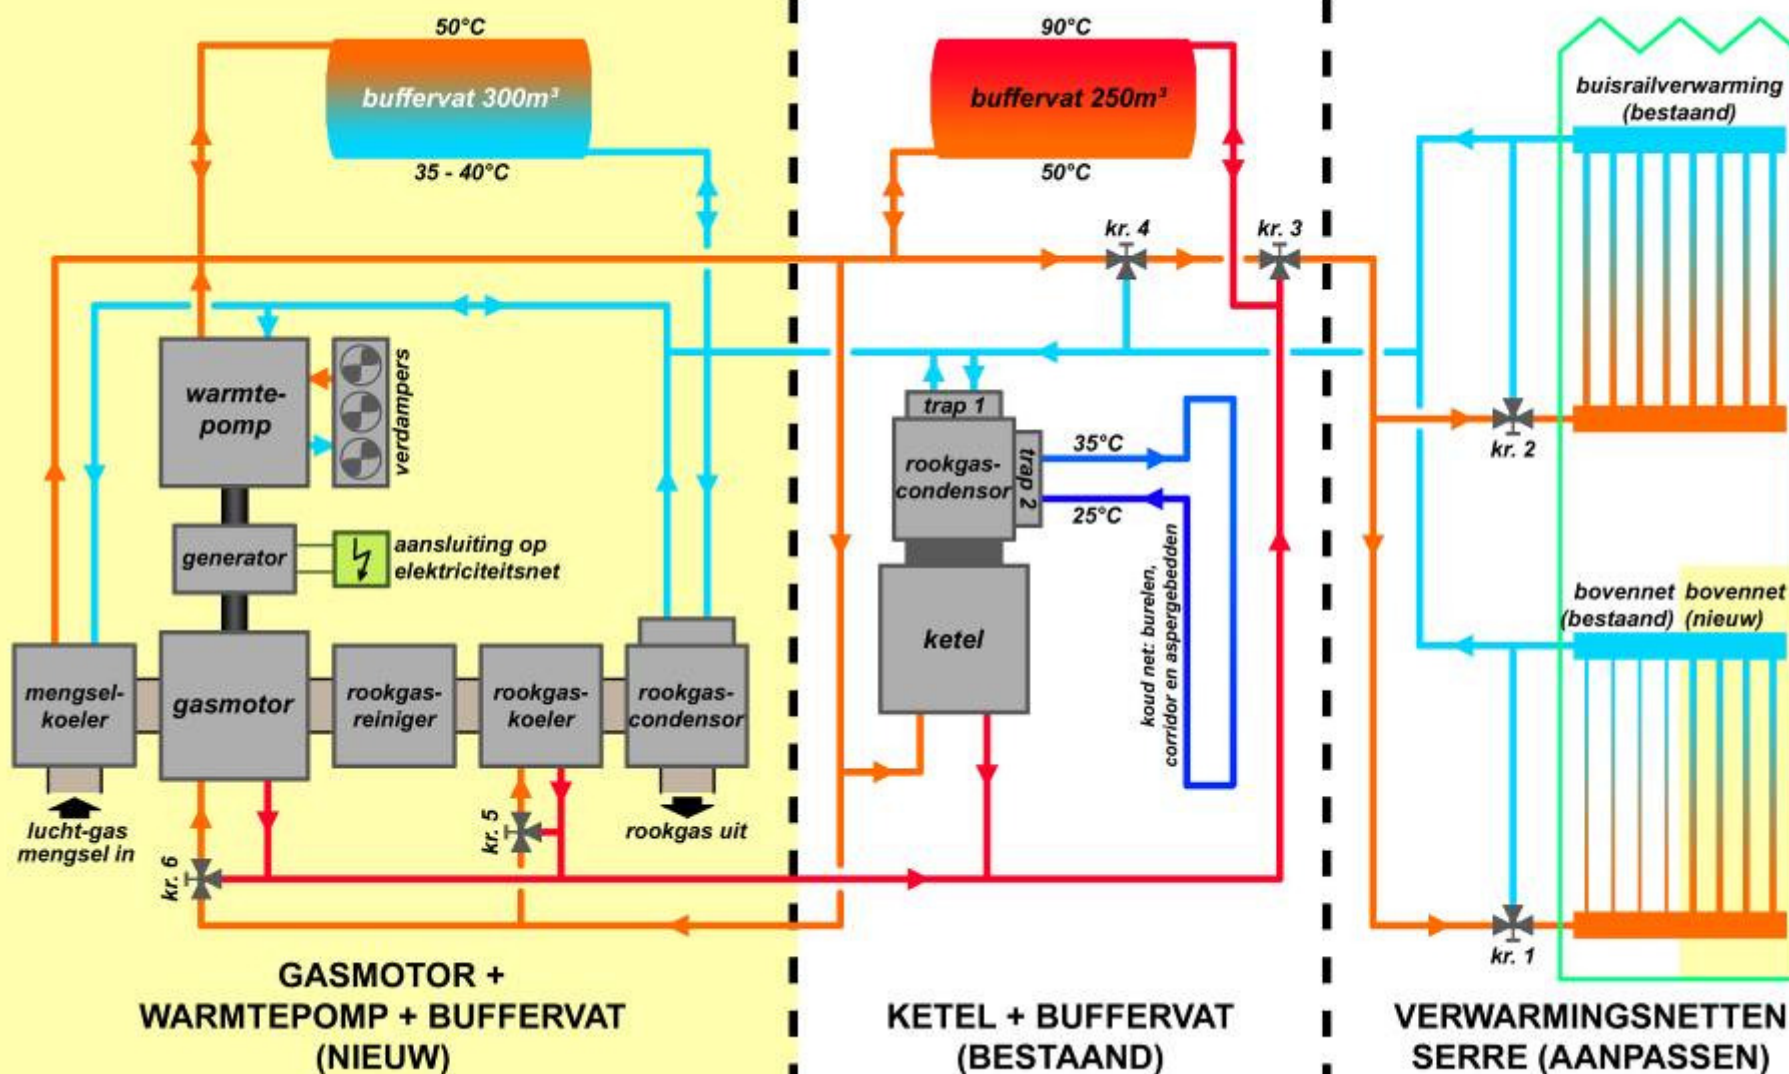 50°C
buffervat 300m³
35 - 40°C
warmte-
pomp
verdampers
generator
aansluiting op
elektriciteitsnet
mengsel-
koeler
gasmotor
rookgas-
reiniger
rookgas-
koeler
rookgas-
condensor
lucht-gas
mengsel in
kr. 6
kr. 5
rookgas uit
GASMOTOR +
WARMTEPOMP + BUFFERVAT
(NIEUW)
90°C
buffervat 250m³
50°C
kr. 4
kr. 3
trap 1
rookgas-
condensor
trap 2
35°C
25°C
koud net: burelen,
corridor en aspergebedden
ketel
KETEL + BUFFERVAT
(BESTAAND)
buisrailverwarming
(bestaand)
kr. 2
bovennet
(bestaand)
bovennet
(nieuw)
kr. 1
VERWARMINGSNETTEN
SERRE (AANPASSEN)